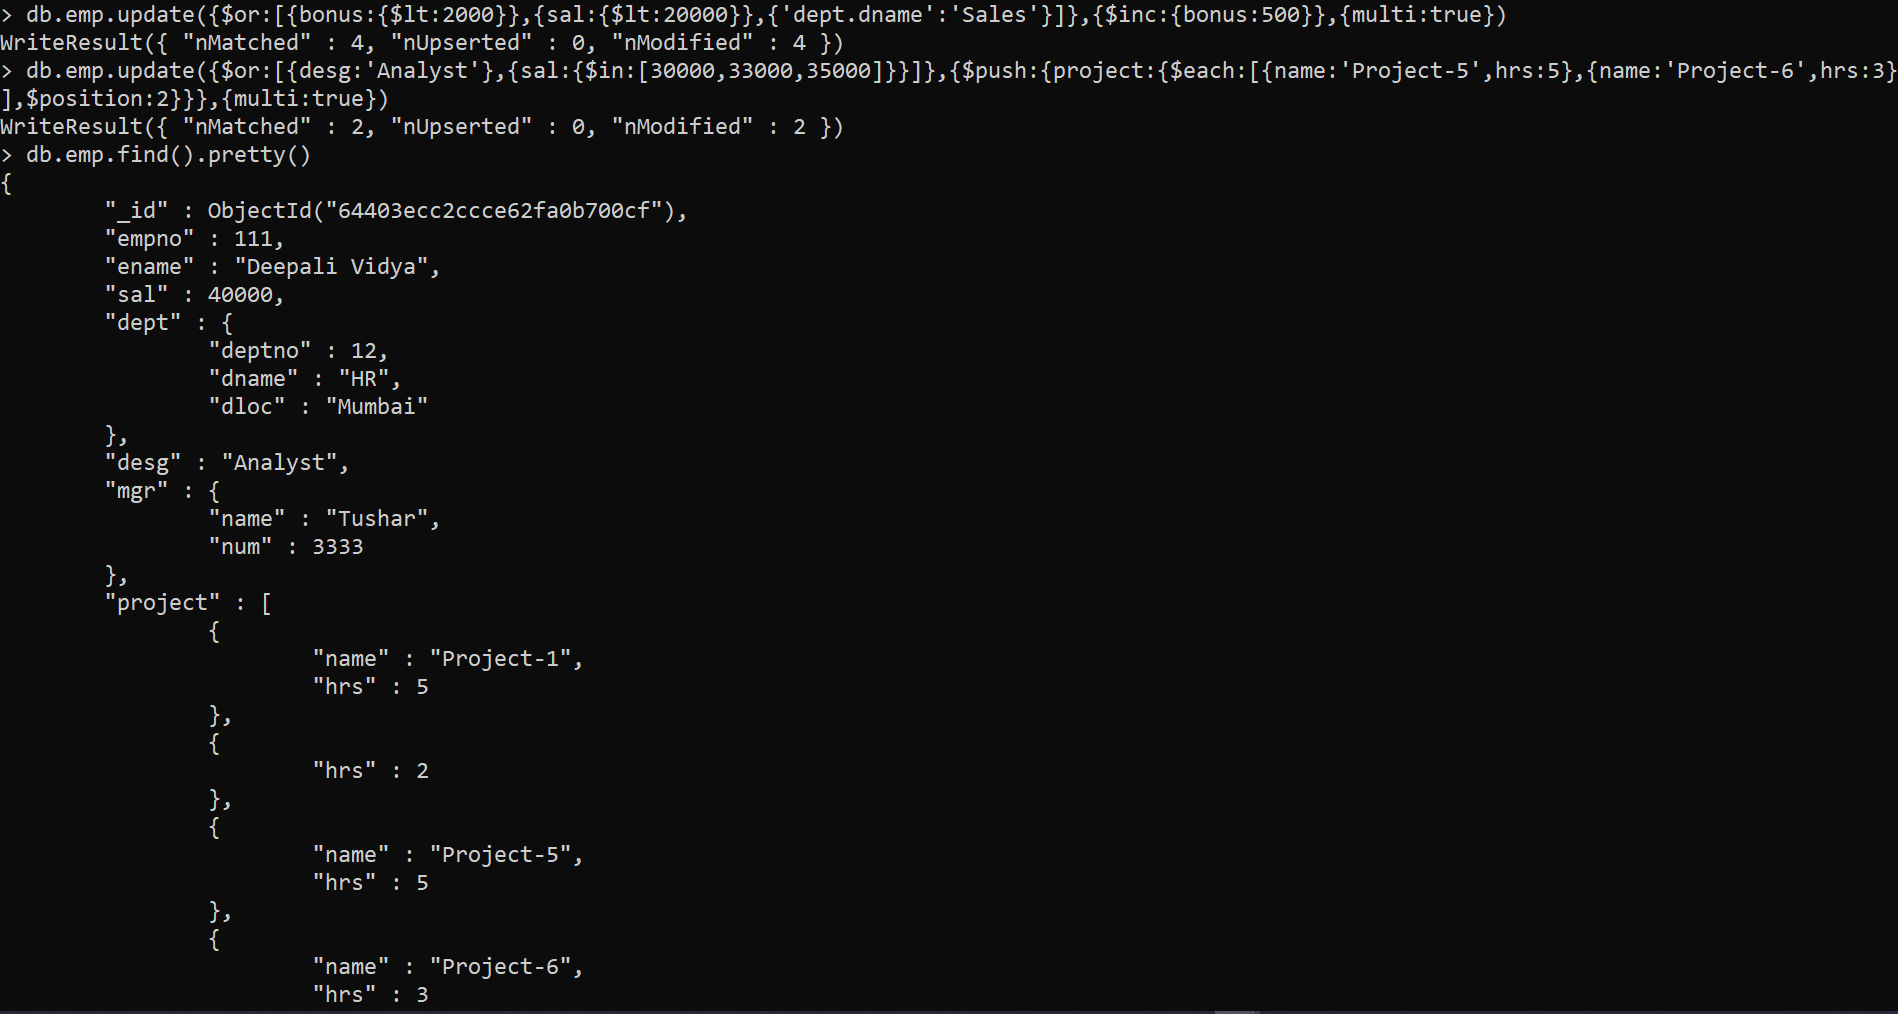 > db.emp.update({$or:[{bonus:{$lt:2000}},{sal:{$lt:20000}},{'dept.dname':'Sales'}]},{$inc:{bonus:500}},{multi:true})
WriteResult({ "nMatched" : 4, "nUpserted" : 0, "nModified" : 4 })
> db.emp.update({$or:[{desg:'Analyst'},{sal:{$in:[30000,33000,35000]}}]},{$push:{project:{$each:[{name:'Project-5',hrs:5},{name:'Project-6',hrs:3}
],$position:2}}},{multi:true})
WriteResult({ "nMatched" : 2, "nUpserted" : 0, "nModified" : 2 })
> db.emp.find().pretty()
{
        "_id" : ObjectId("64403ecc2ccce62fa0b700cf"),
        "empno" : 111,
        "ename" : "Deepali Vidya",
        "sal" : 40000,
        "dept" : {
                "deptno" : 12,
                "dname" : "HR",
                "dloc" : "Mumbai"
        },
        "desg" : "Analyst",
        "mgr" : {
                "name" : "Tushar",
                "num" : 3333
        },
        "project" : [
                {
                        "name" : "Project-1",
                        "hrs" : 5
                },
                {
                        "hrs" : 2
                },
                {
                        "name" : "Project-5",
                        "hrs" : 5
                },
                {
                        "name" : "Project-6",
                        "hrs" : 3